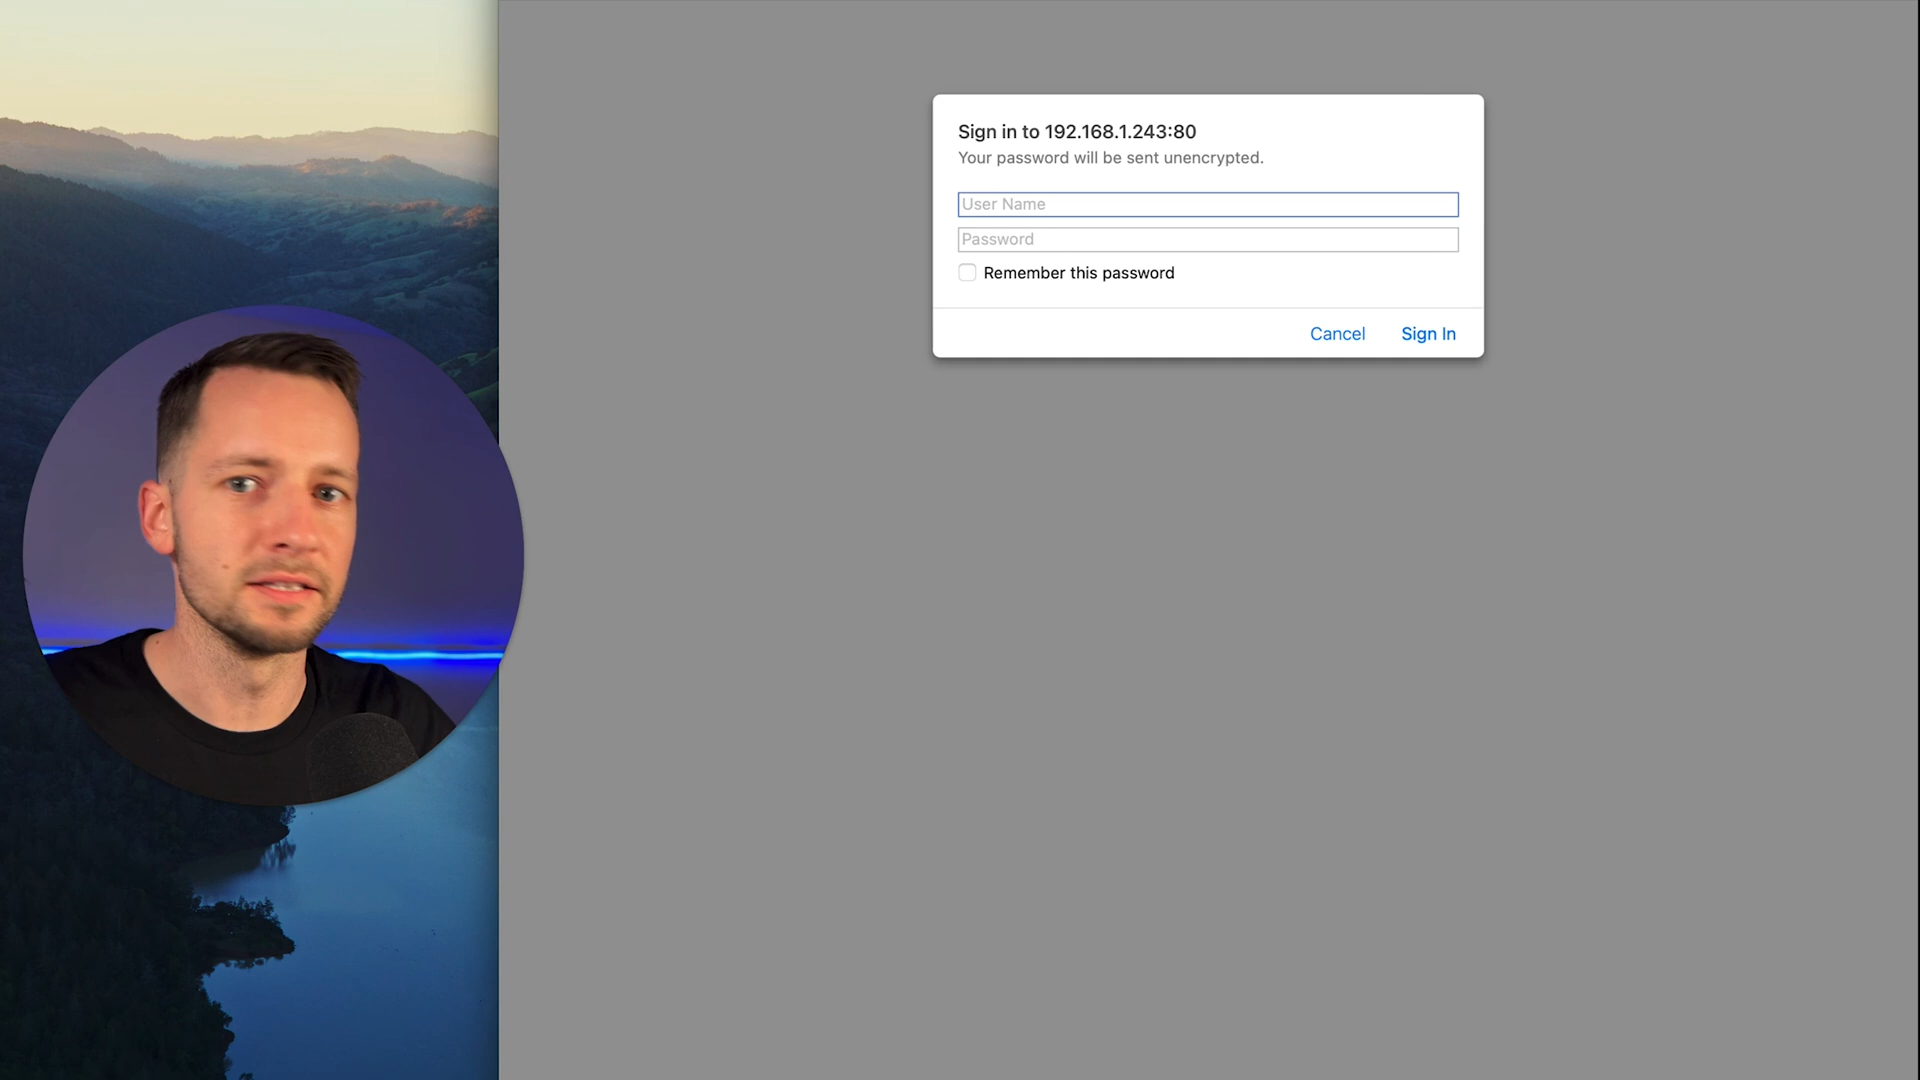 Sign in to 192.168.1.243:80
Your password will be sent unencrypted.
User Name
Password
Remember this password
Cancel
Sign In